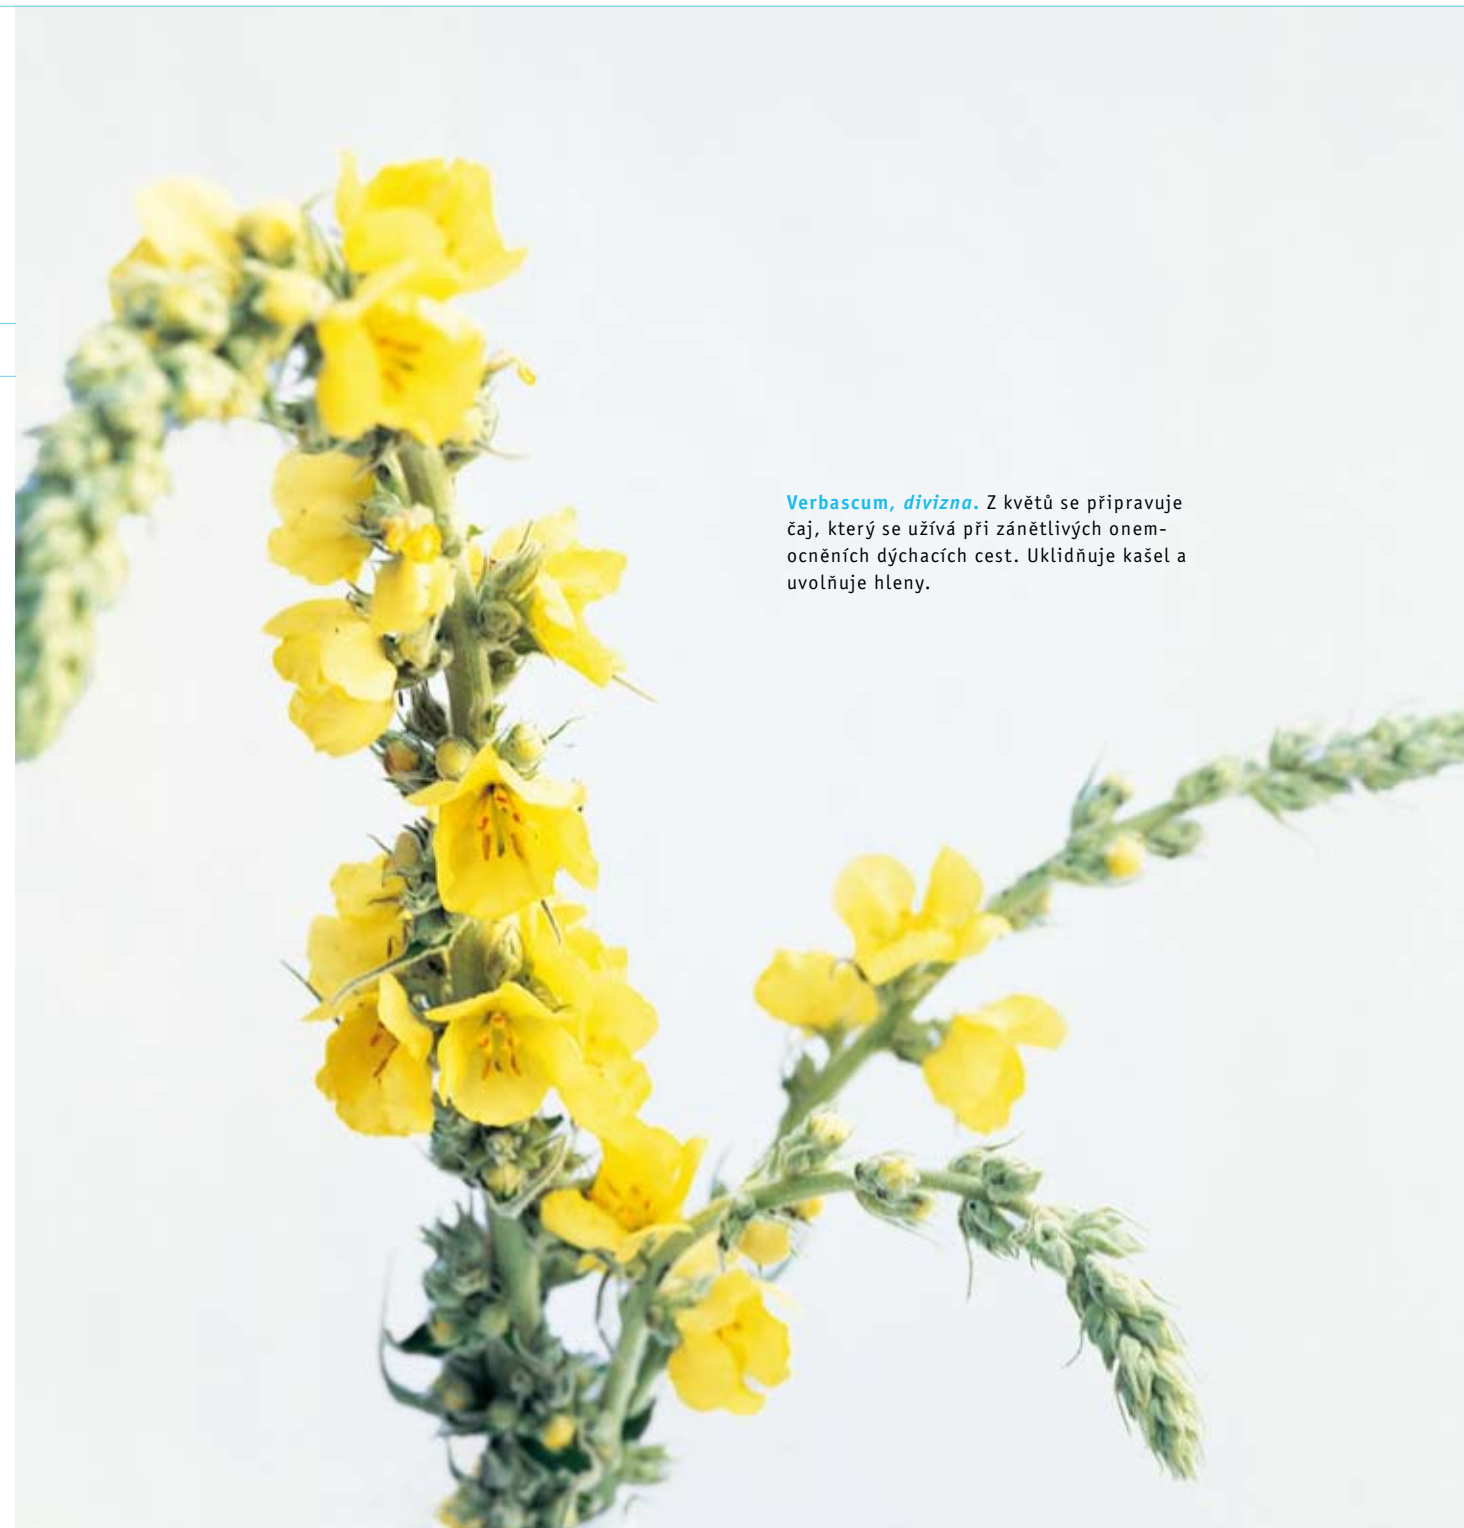 Verbascum, divizna. Z květů se připravuje
čaj, který se užívá při zánětlivých onem-
ocněních dýchacích cest. Uklidňuje kašel a
uvolňuje hleny.